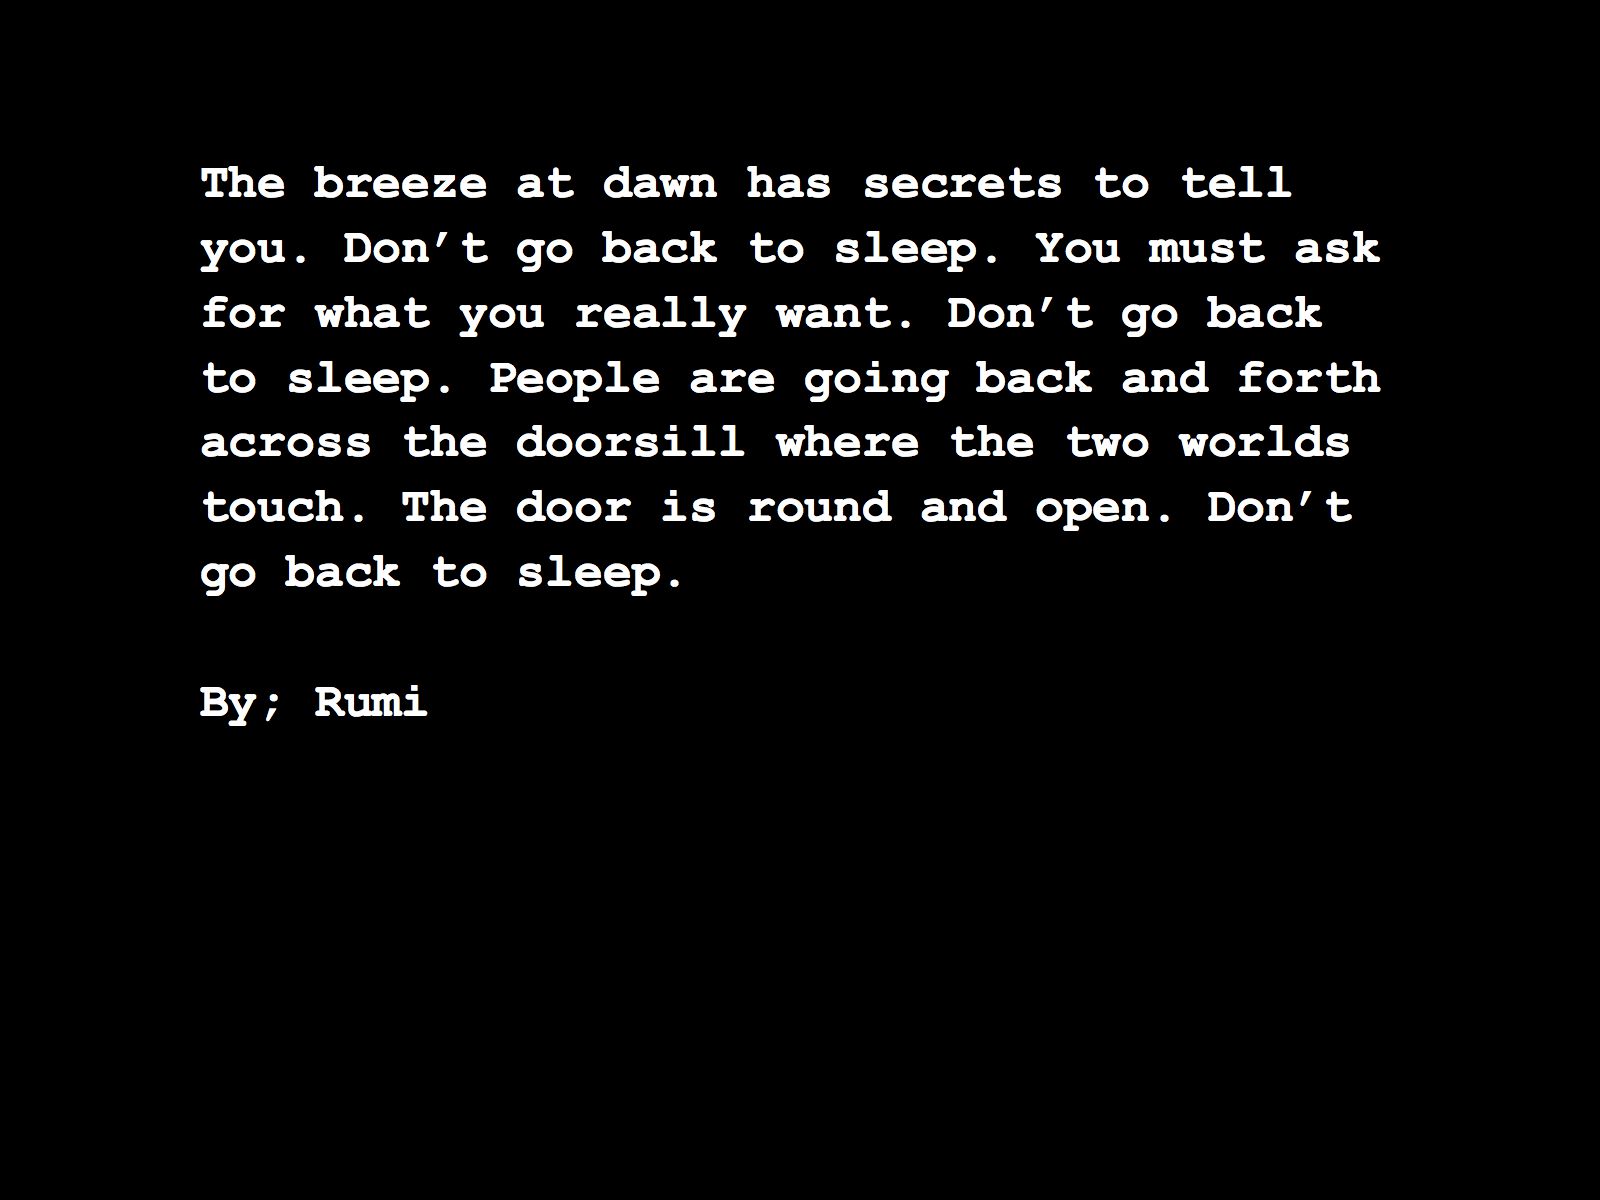 The breeze at dawn has secrets to tell
you. Don’t go back to sleep. You must ask
for what you really want. Don’t go back
to sleep. People are going back and forth
across the doorsill where the two worlds
touch. The door is round and open. Don’t
go back to sleep.
By; Rumi